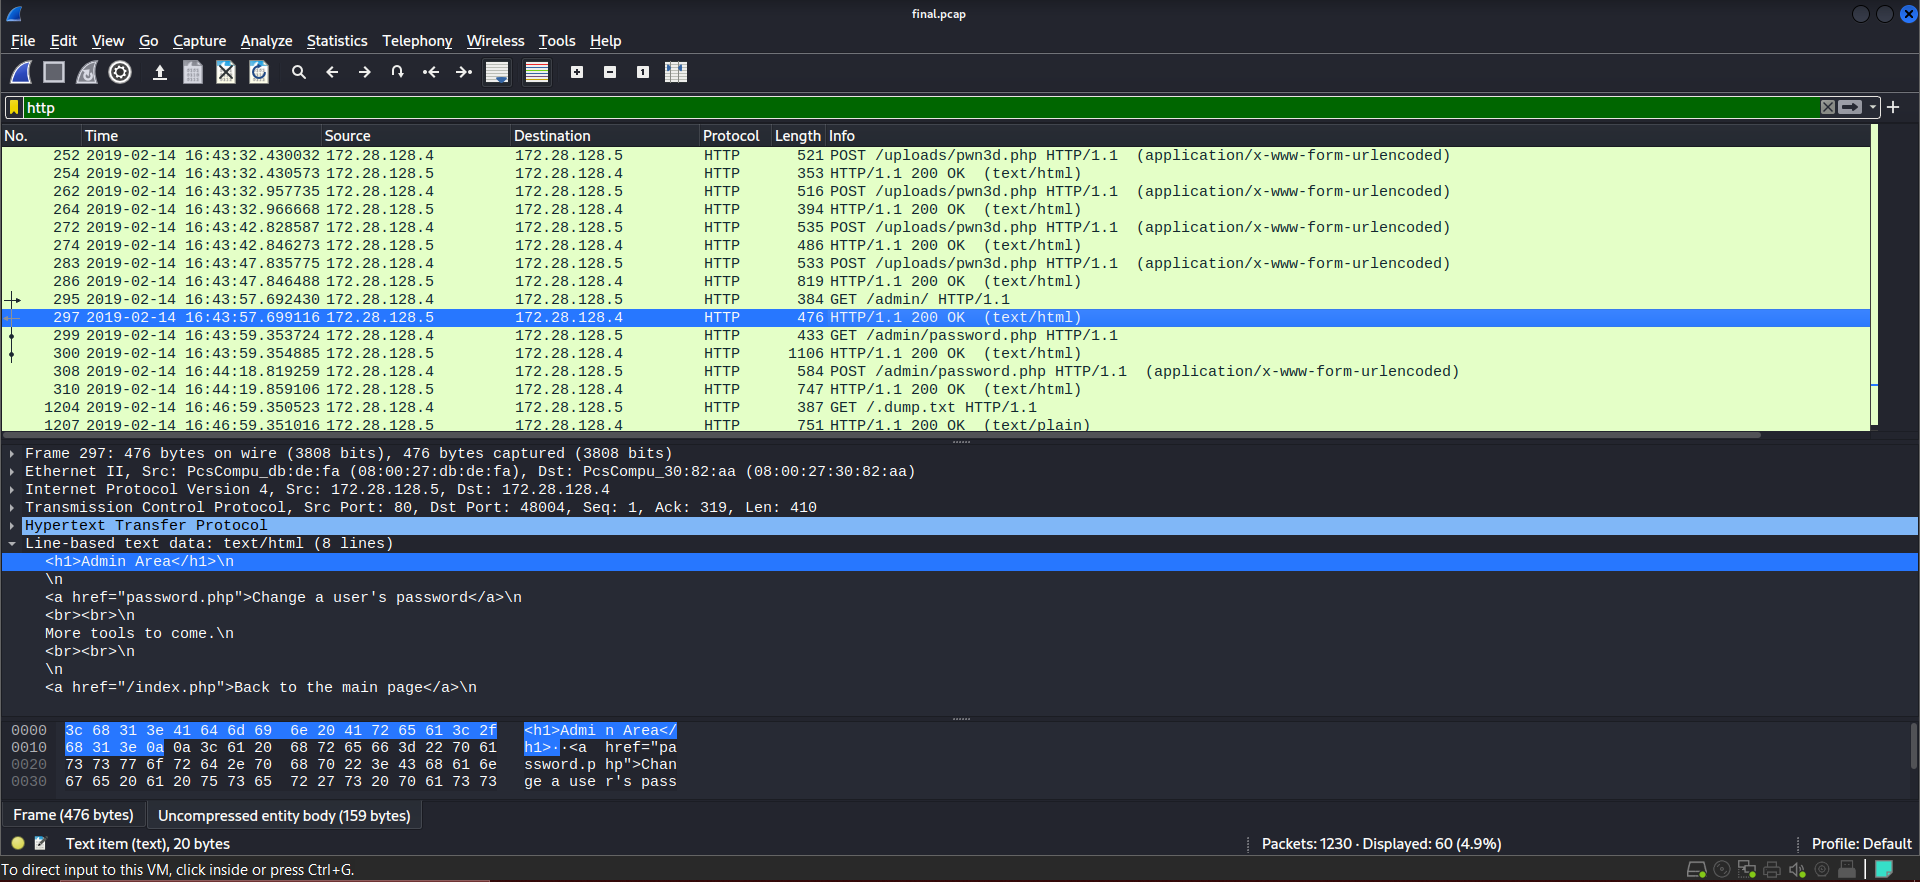 final.pcap
File Edit View Go Capture Analyze Statistics Telephony Wireless Tools Help
http
No. Time Source Destination Protocol Length Info
252 2019-02-14 16:43:32.430032 172.28.128.4 172.28.128.5 HTTP 521 POST /uploads/pwn3d.php HTTP/1.1 (application/x-www-form-urlencoded)
254 2019-02-14 16:43:32.430573 172.28.128.5 172.28.128.4 HTTP 353 HTTP/1.1 200 OK (text/html)
262 2019-02-14 16:43:32.957735 172.28.128.4 172.28.128.5 HTTP 516 POST /uploads/pwn3d.php HTTP/1.1 (application/x-www-form-urlencoded)
264 2019-02-14 16:43:32.966668 172.28.128.5 172.28.128.4 HTTP 394 HTTP/1.1 200 OK (text/html)
272 2019-02-14 16:43:42.828587 172.28.128.4 172.28.128.5 HTTP 535 POST /uploads/pwn3d.php HTTP/1.1 (application/x-www-form-urlencoded)
274 2019-02-14 16:43:42.846273 172.28.128.5 172.28.128.4 HTTP 486 HTTP/1.1 200 OK (text/html)
283 2019-02-14 16:43:47.835775 172.28.128.4 172.28.128.5 HTTP 533 POST /uploads/pwn3d.php HTTP/1.1 (application/x-www-form-urlencoded)
286 2019-02-14 16:43:47.846488 172.28.128.5 172.28.128.4 HTTP 819 HTTP/1.1 200 OK (text/html)
295 2019-02-14 16:43:57.692430 172.28.128.4 172.28.128.5 HTTP 384 GET /admin/ HTTP/1.1
297 2019-02-14 16:43:57.699116 172.28.128.5 172.28.128.4 HTTP 476 HTTP/1.1 200 OK (text/html)
299 2019-02-14 16:43:59.353724 172.28.128.4 172.28.128.5 HTTP 433 GET /admin/password.php HTTP/1.1
300 2019-02-14 16:43:59.354885 172.28.128.5 172.28.128.4 HTTP 1106 HTTP/1.1 200 OK (text/html)
308 2019-02-14 16:44:18.819259 172.28.128.4 172.28.128.5 HTTP 584 POST /admin/password.php HTTP/1.1 (application/x-www-form-urlencoded)
310 2019-02-14 16:44:19.859106 172.28.128.5 172.28.128.4 HTTP 747 HTTP/1.1 200 OK (text/html)
1204 2019-02-14 16:46:59.350523 172.28.128.4 172.28.128.5 HTTP 387 GET /.dump.txt HTTP/1.1
1207 2019-02-14 16:46:59.351016 172.28.128.5 172.28.128.4 HTTP 751 HTTP/1.1 200 OK (text/plain)
Frame 297: 476 bytes on wire (3808 bits), 476 bytes captured (3808 bits)
Ethernet II, Src: PcsCompu_db:de:fa (08:00:27:db:de:fa), Dst: PcsCompu_30:82:aa (08:00:27:30:82:aa)
Internet Protocol Version 4, Src: 172.28.128.5, Dst: 172.28.128.4
Transmission Control Protocol, Src Port: 80, Dst Port: 48004, Seq: 1, Ack: 319, Len: 410
Hypertext Transfer Protocol
Line-based text data: text/html (8 lines)
<h1>Admin Area</h1>\n
\n
<a href="password.php">Change a user's password</a>\n
<br><br>\n
More tools to come.\n
<br><br>\n
\n
<a href="/index.php">Back to the main page</a>\n
0000 3c 68 31 3e 41 64 6d 69 6e 20 41 72 65 61 3c 2f <h1>Admi n Area</
0010 68 31 3e 0a 0a 3c 61 20 68 72 65 66 3d 22 70 61 h1>··<a href="pa
0020 73 73 77 6f 72 64 2e 70 68 70 22 3e 43 68 61 6e ssword.p hp">Chan
0030 67 65 20 61 20 75 73 65 72 27 73 20 70 61 73 73 ge a use r's pass
Frame (476 bytes) Uncompressed entity body (159 bytes)
Text item (text), 20 bytes Packets: 1230 · Displayed: 60 (4.9%) Profile: Default
To direct input to this VM, click inside or press Ctrl+G.